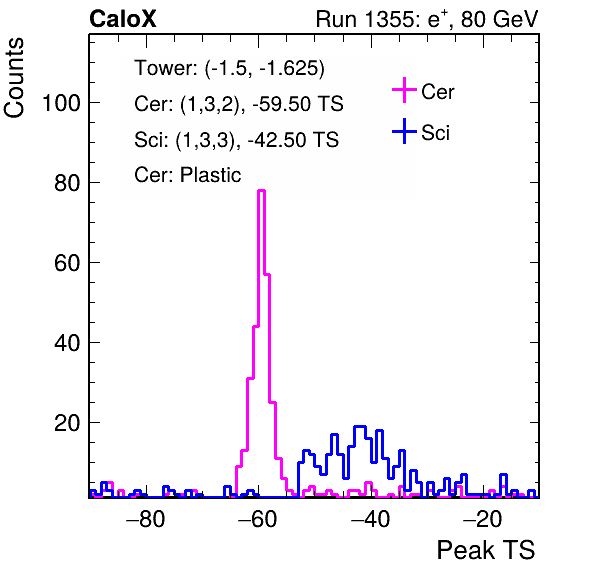 CaloX Run 1355: e⁺, 80 GeV
Counts
Tower: (-1.5, -1.625)
Cer: (1,3,2), -59.50 TS
Sci: (1,3,3), -42.50 TS
Cer: Plastic
Cer
Sci
100
80
60
40
20
−80 −60 −40 −20
Peak TS